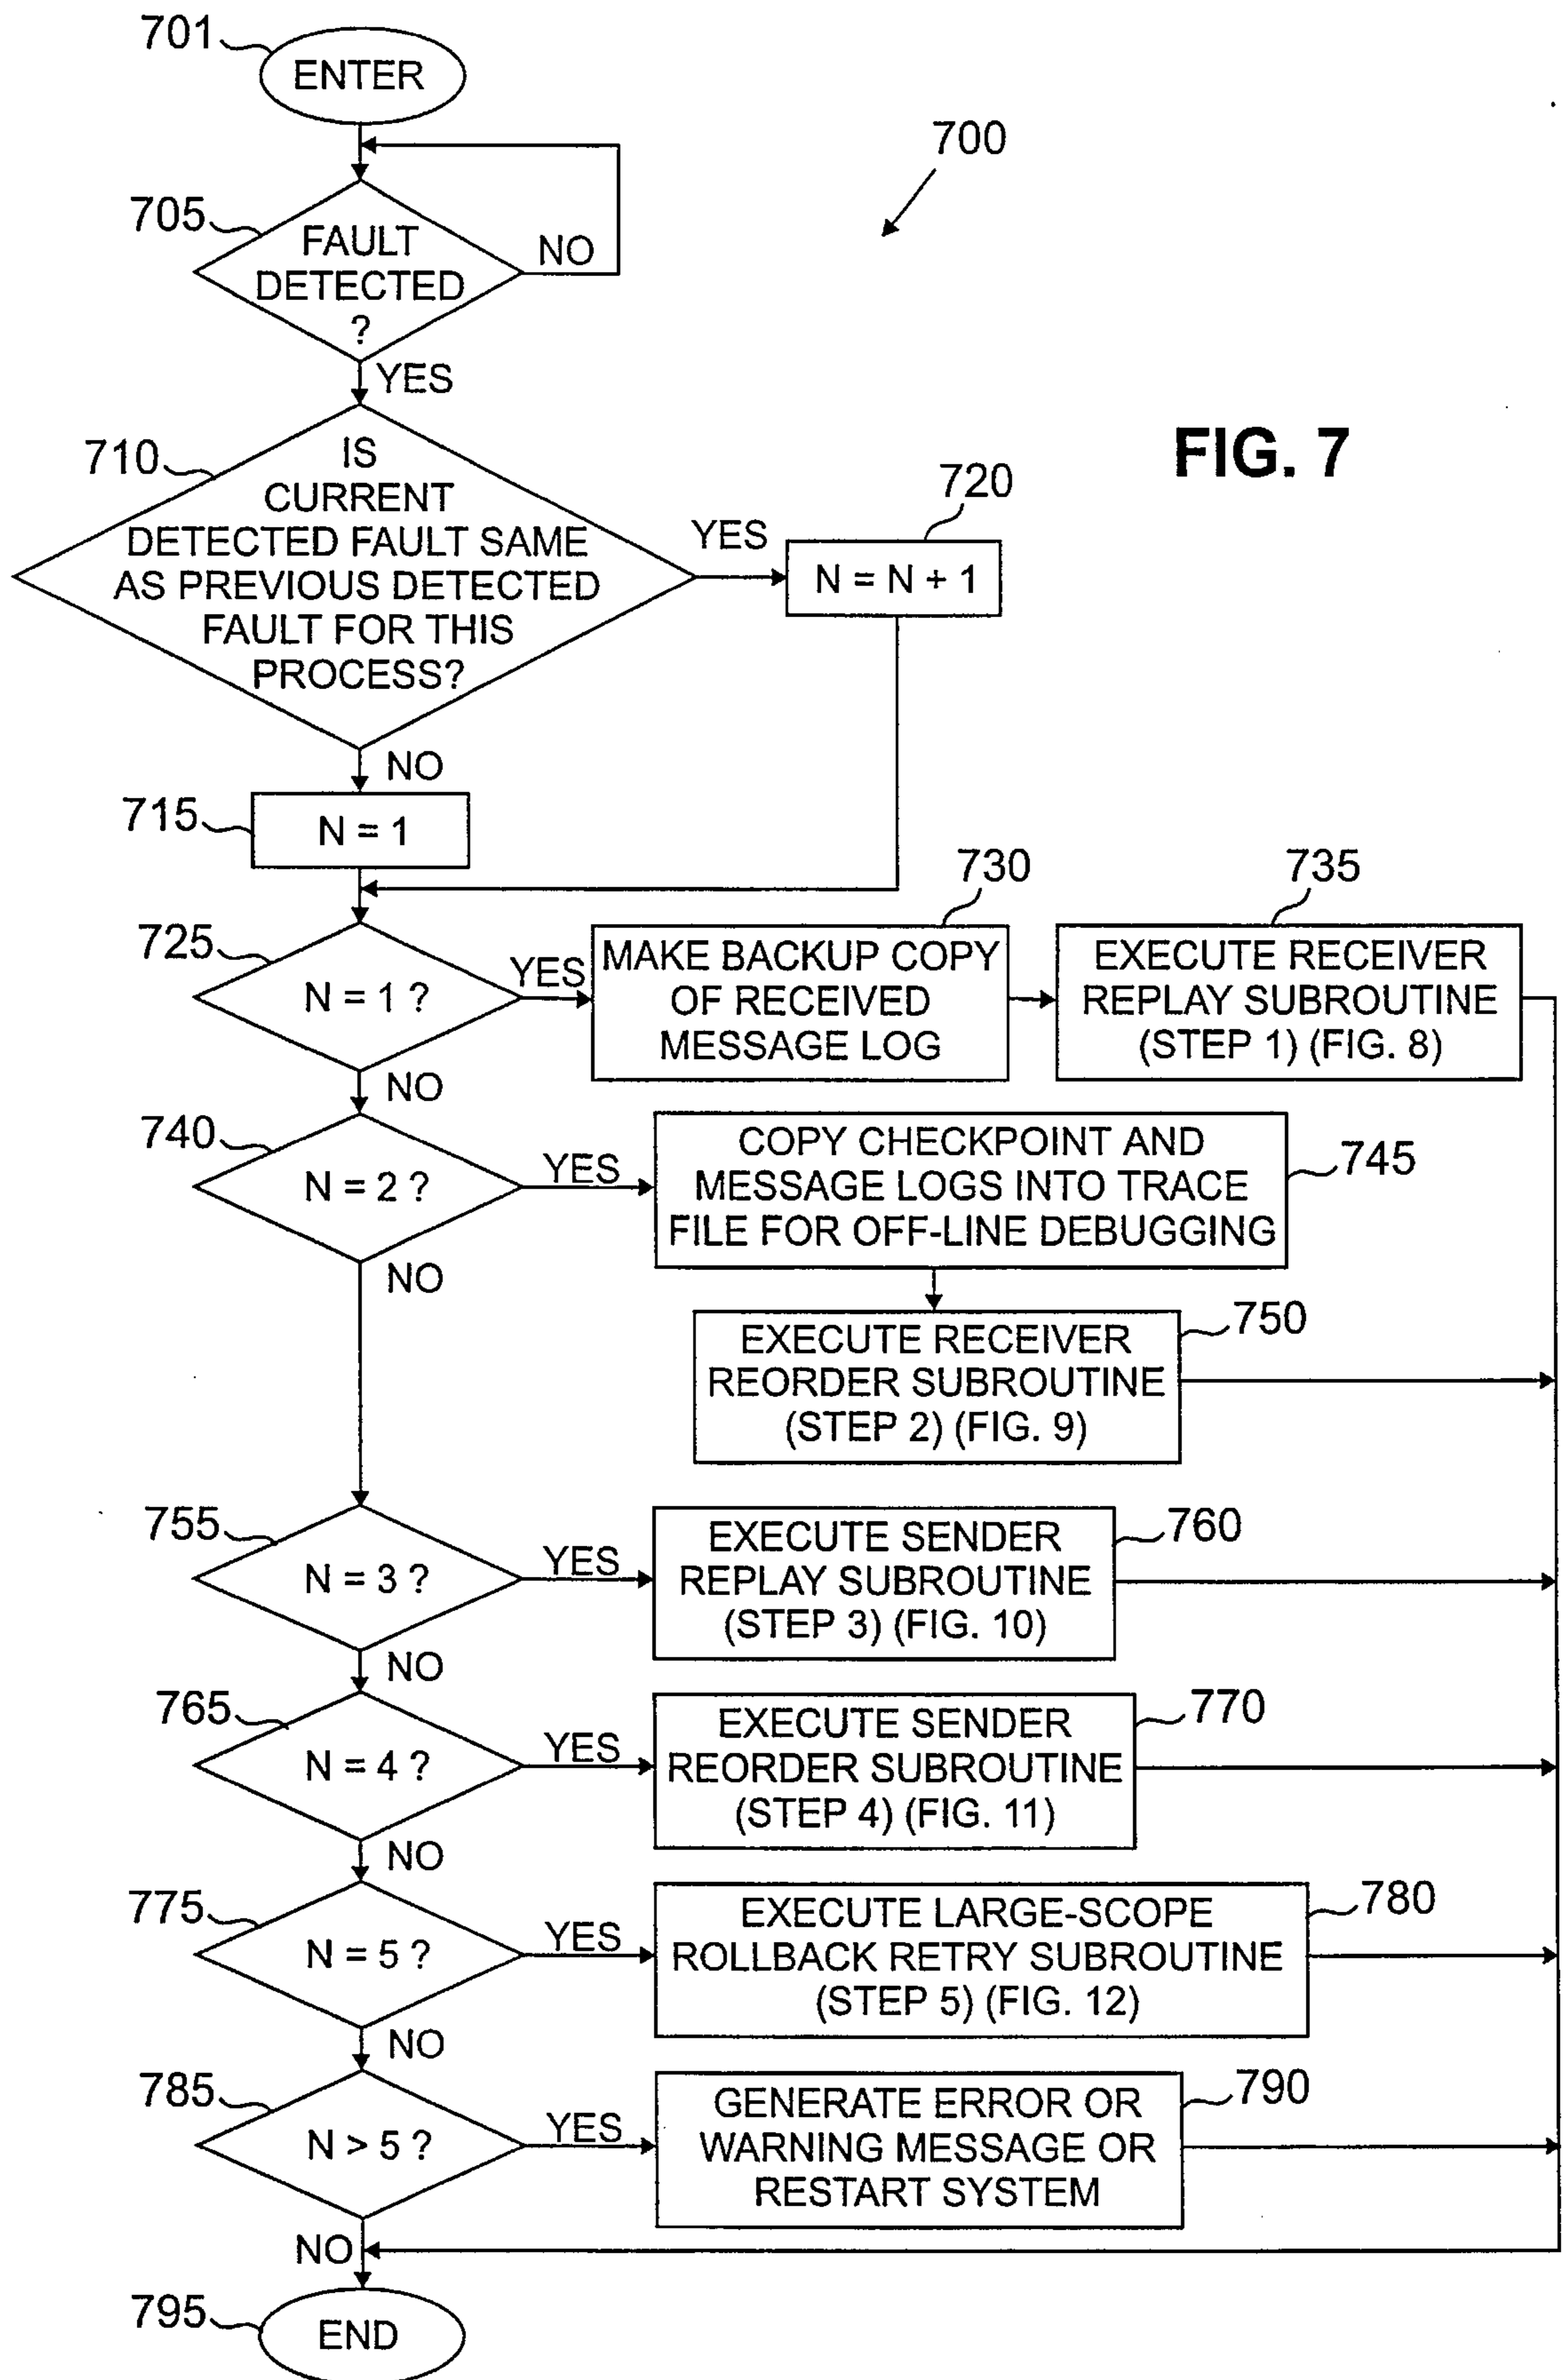 701
ENTER
700
705
FAULT
DETECTED
?
NO
YES
FIG. 7
710
IS
CURRENT
DETECTED FAULT SAME
AS PREVIOUS DETECTED
FAULT FOR THIS
PROCESS?
YES
720
N = N + 1
NO
715
N = 1
725
N = 1 ?
YES
730
MAKE BACKUP COPY
OF RECEIVED
MESSAGE LOG
735
EXECUTE RECEIVER
REPLAY SUBROUTINE
(STEP 1) (FIG. 8)
NO
740
N = 2 ?
YES
COPY CHECKPOINT AND
MESSAGE LOGS INTO TRACE
FILE FOR OFF-LINE DEBUGGING
745
NO
EXECUTE RECEIVER
REORDER SUBROUTINE
(STEP 2) (FIG. 9)
750
755
N = 3 ?
YES
EXECUTE SENDER
REPLAY SUBROUTINE
(STEP 3) (FIG. 10)
760
NO
765
N = 4 ?
YES
EXECUTE SENDER
REORDER SUBROUTINE
(STEP 4) (FIG. 11)
770
NO
775
N = 5 ?
YES
EXECUTE LARGE-SCOPE
ROLLBACK RETRY SUBROUTINE
(STEP 5) (FIG. 12)
780
NO
785
N > 5 ?
YES
GENERATE ERROR OR
WARNING MESSAGE OR
RESTART SYSTEM
790
NO
795
END